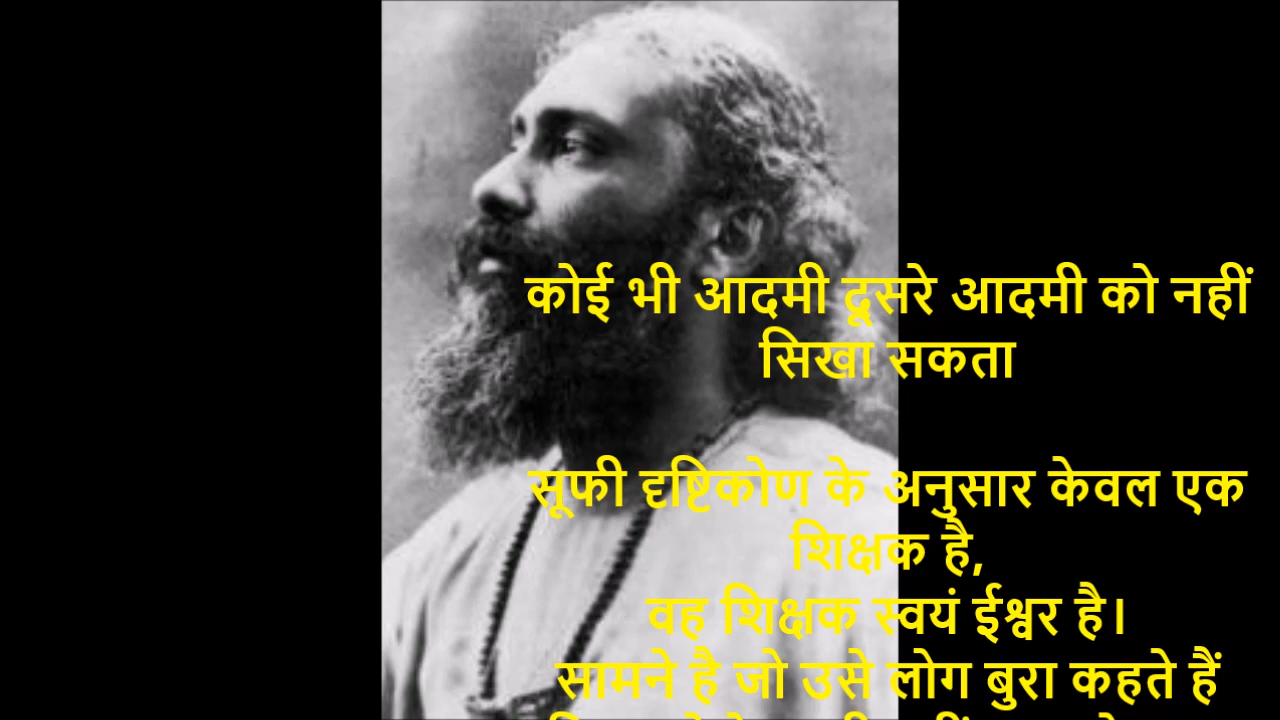 कोई भी आदमी दूसरे आदमी को नहीं
सिखा सकता
सूफी दृष्टिकोण के अनुसार केवल एक
शिक्षक है,
वह शिक्षक स्वयं ईश्वर है।
सामने है जो उसे लोग बुरा कहते हैं